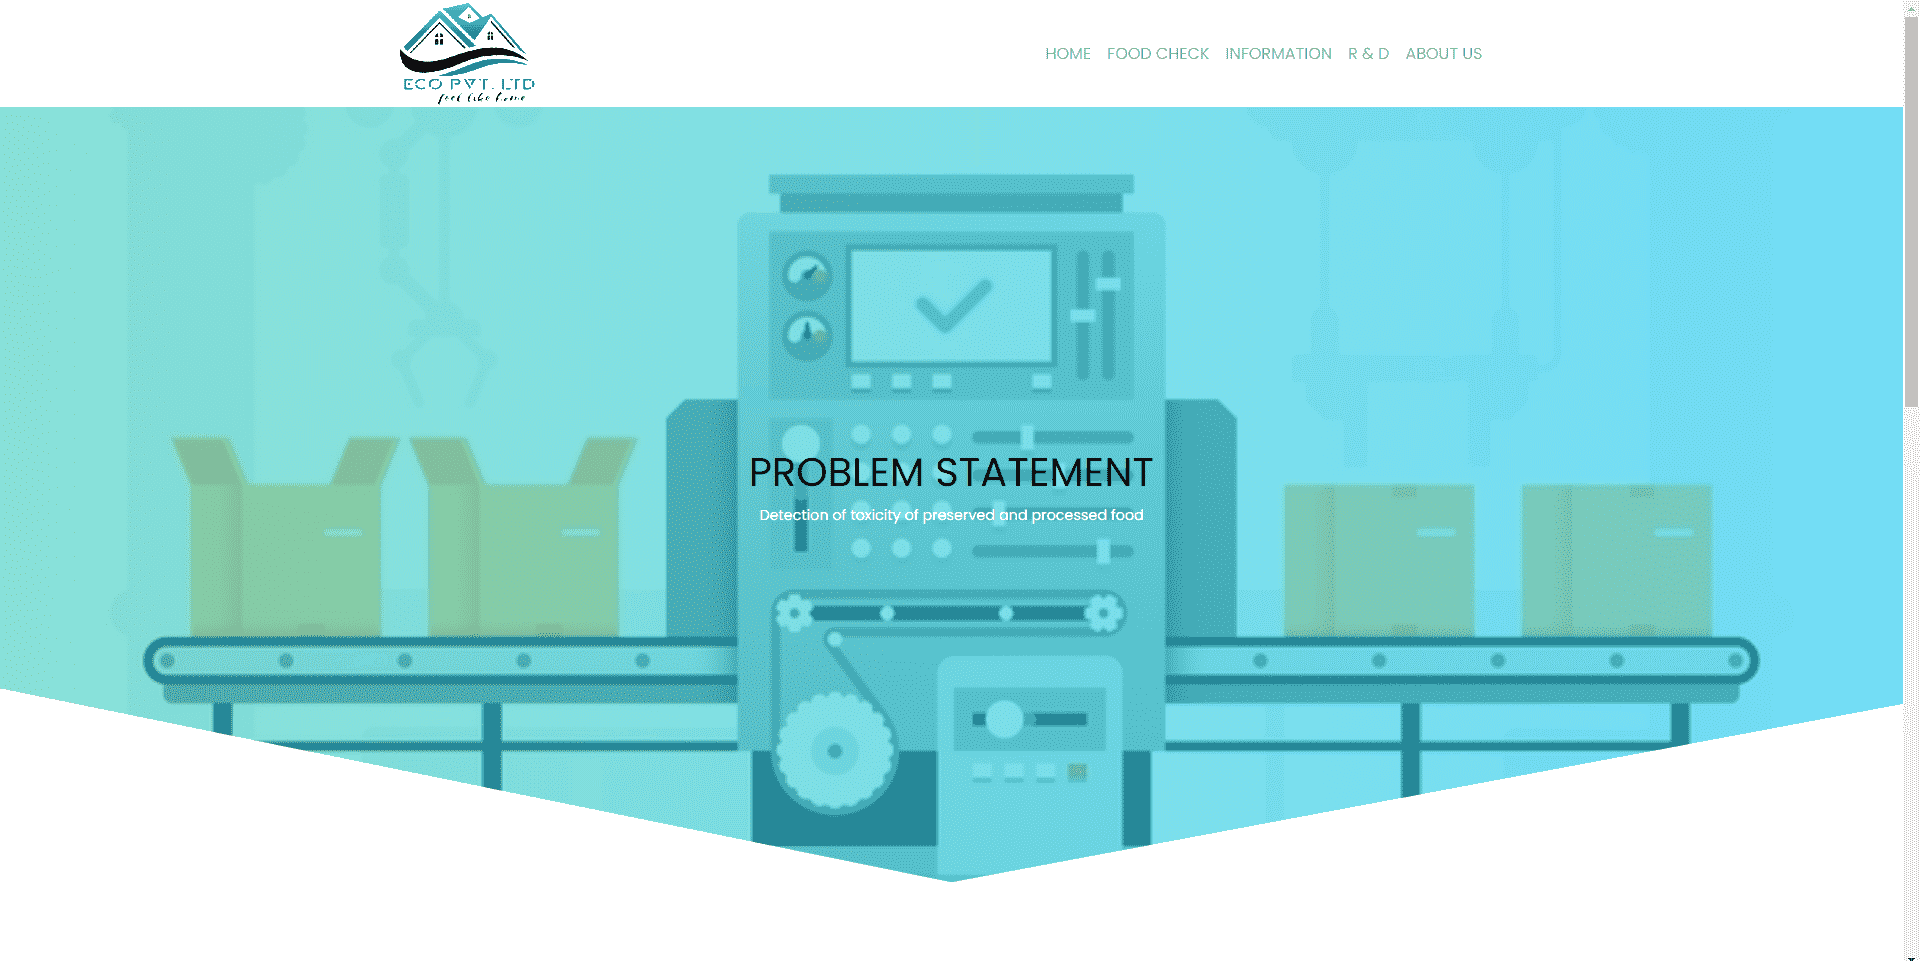 ECO PVT. LTD
feel like home
HOME FOOD CHECK INFORMATION R & D ABOUT US
PROBLEM STATEMENT
Detection of toxicity of preserved and processed food